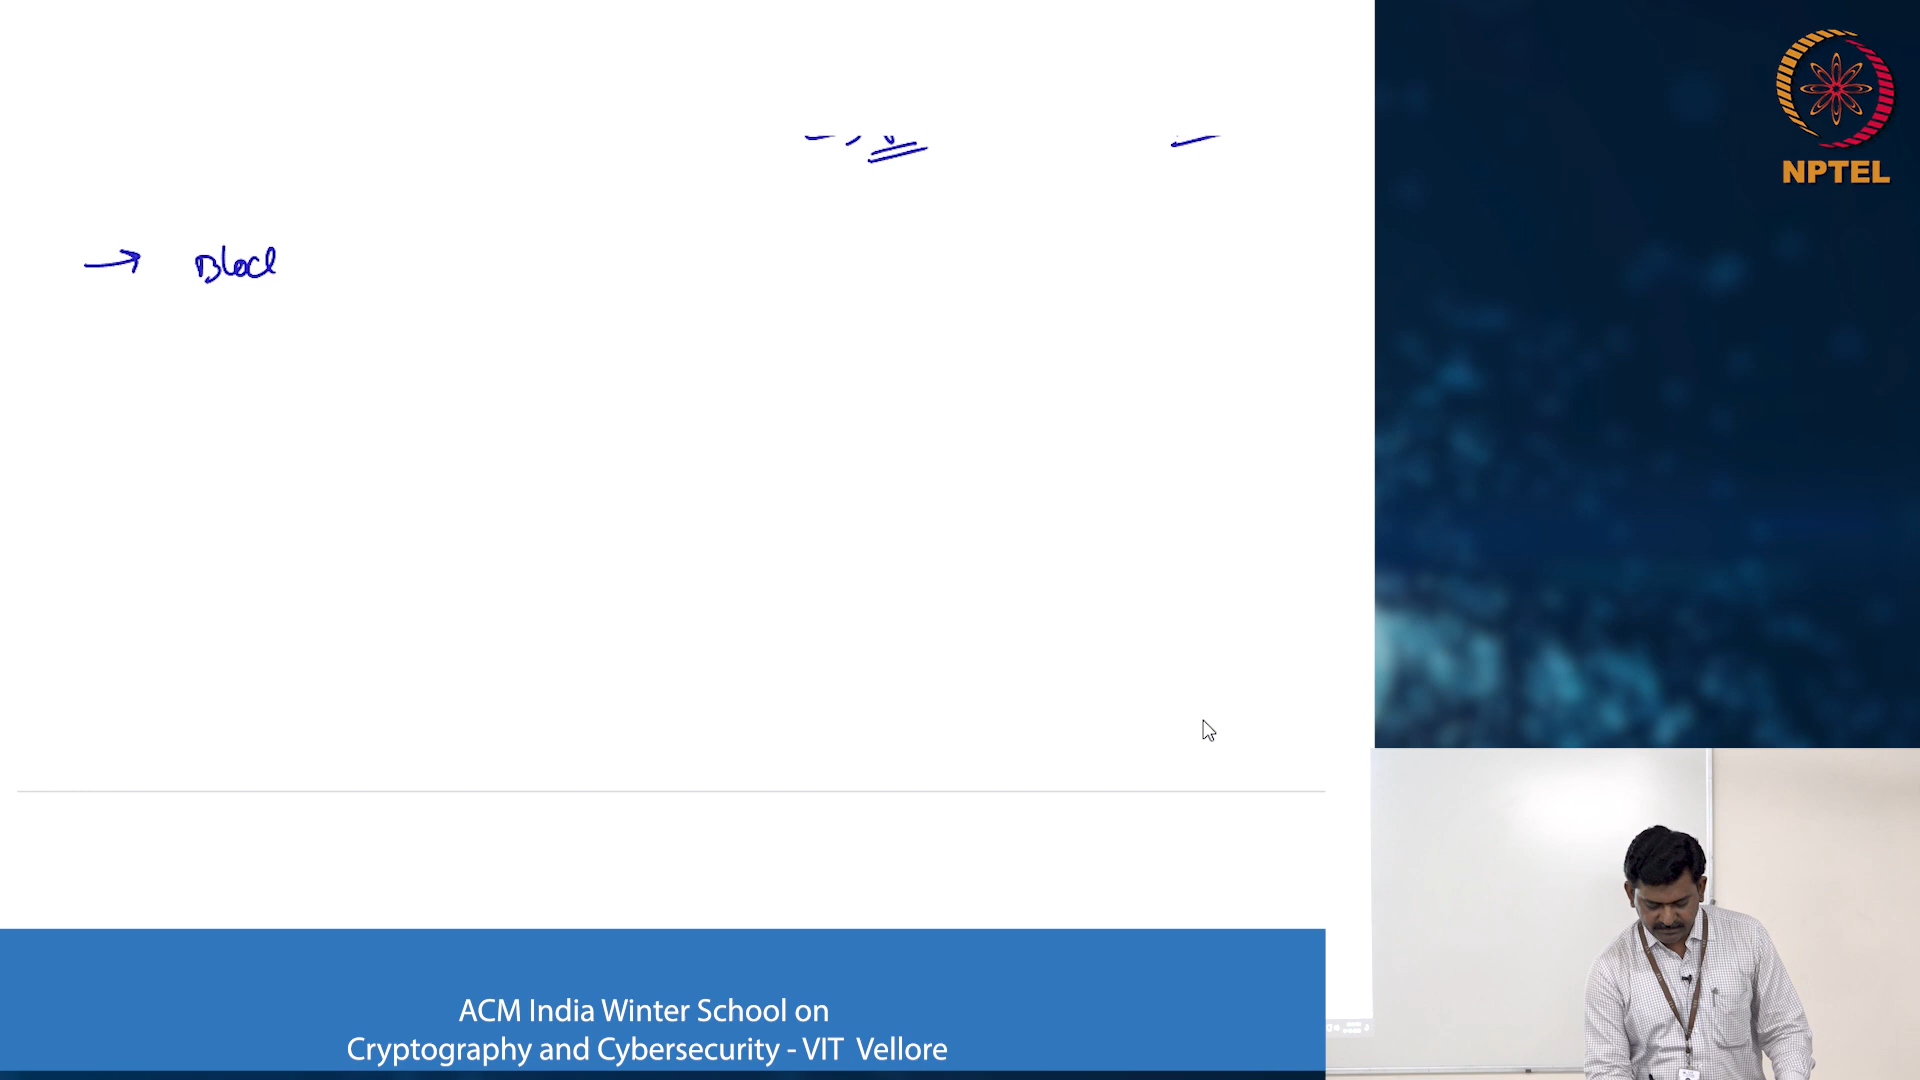 NPTEL
→ Block
ACM India Winter School on
Cryptography and Cybersecurity - VIT Vellore